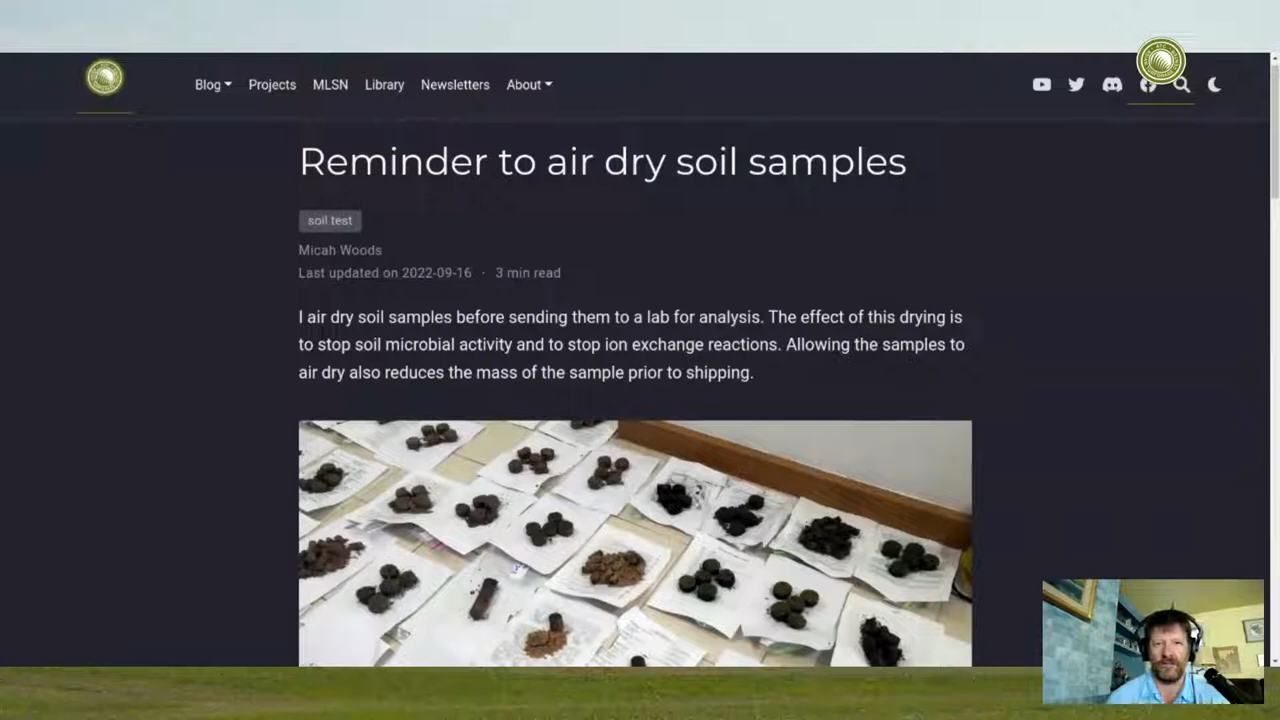 Blog Projects MLSN Library Newsletters About
Reminder to air dry soil samples
soil test
Micah Woods
Last updated on 2022-09-16 · 3 min read
I air dry soil samples before sending them to a lab for analysis. The effect of this drying is
to stop soil microbial activity and to stop ion exchange reactions. Allowing the samples to
air dry also reduces the mass of the sample prior to shipping.